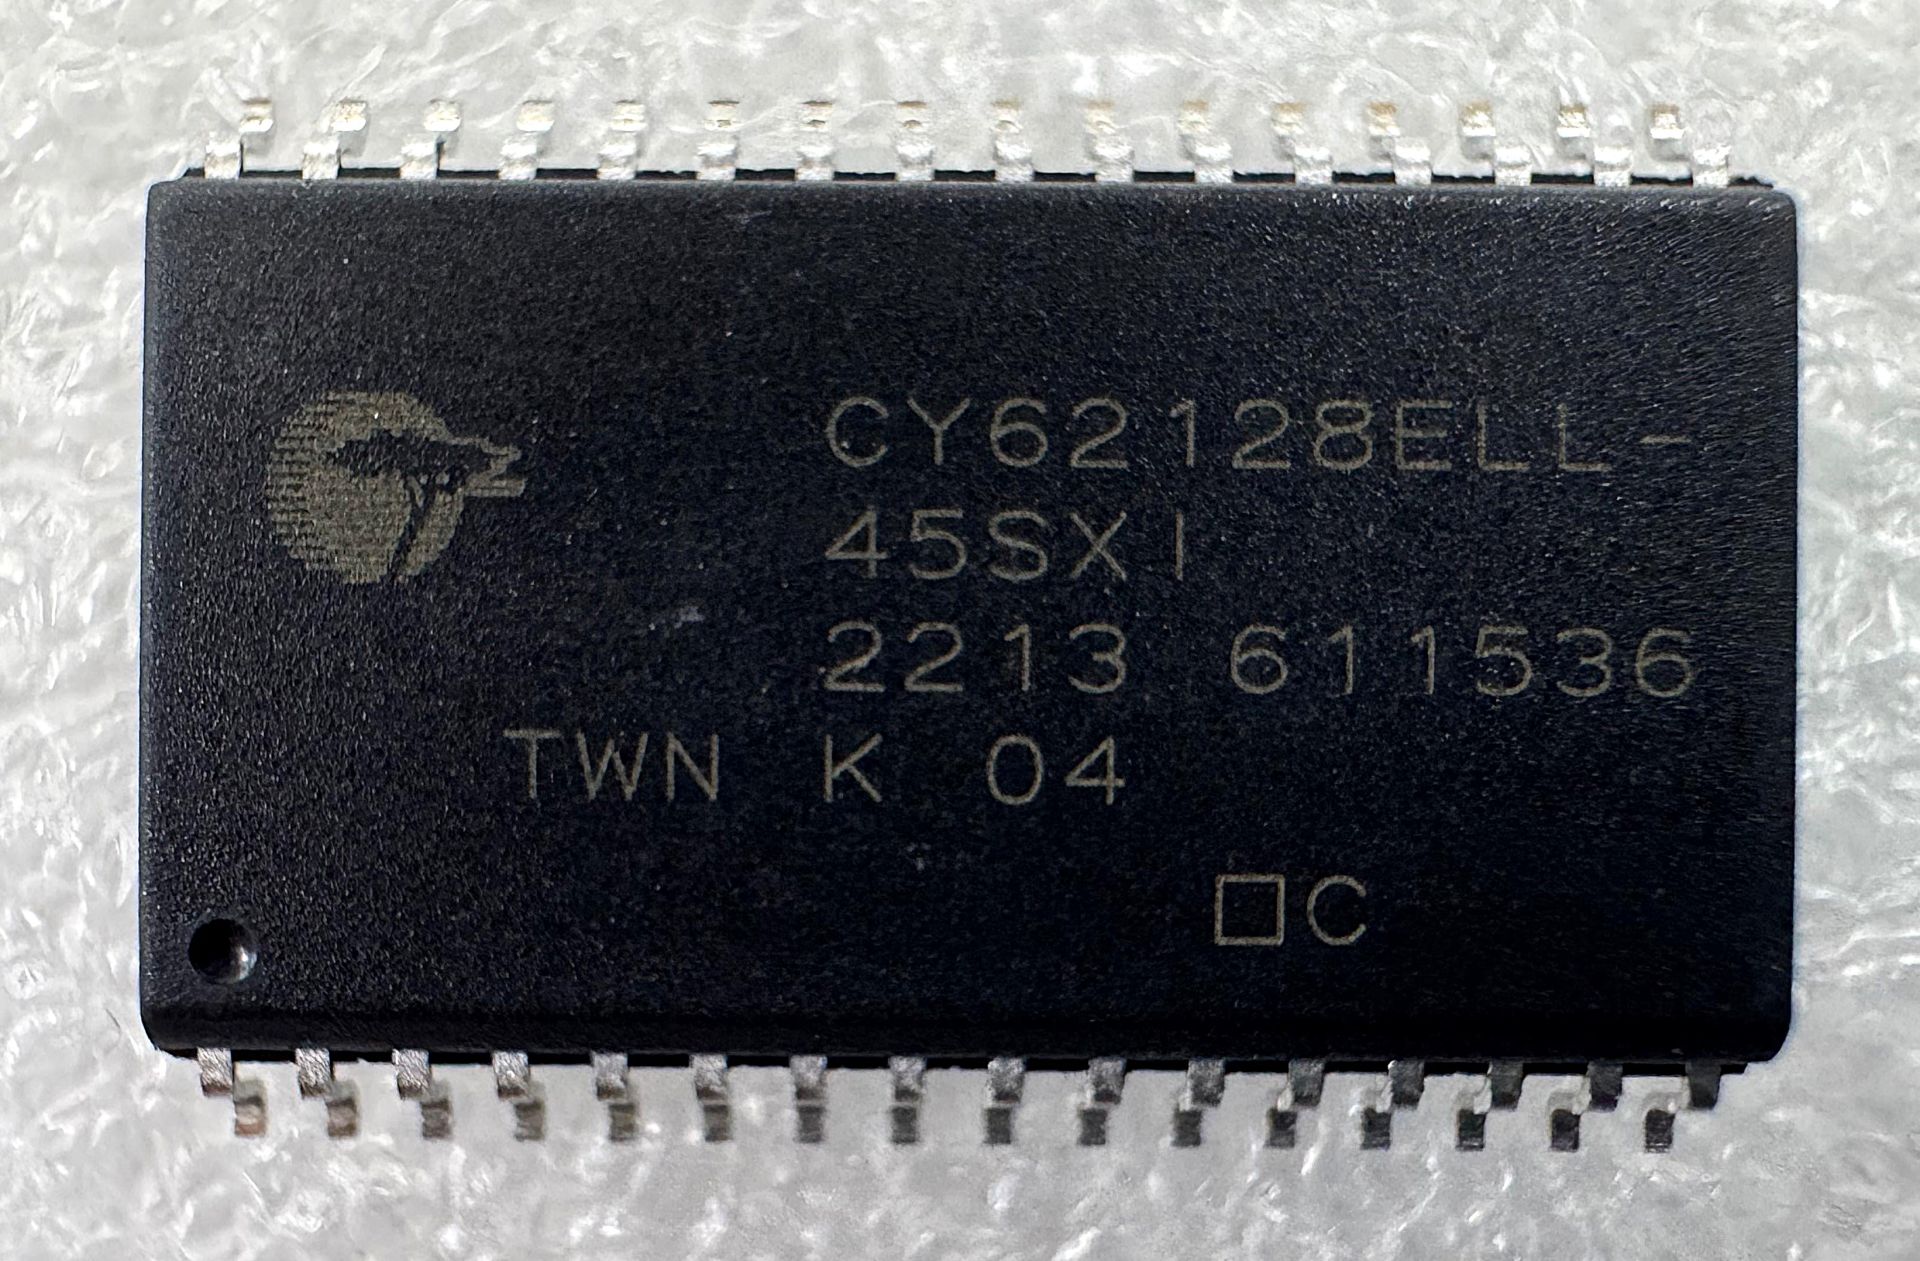 CY62128ELL-
45SXI
2213 611536
TWN K 04
□C